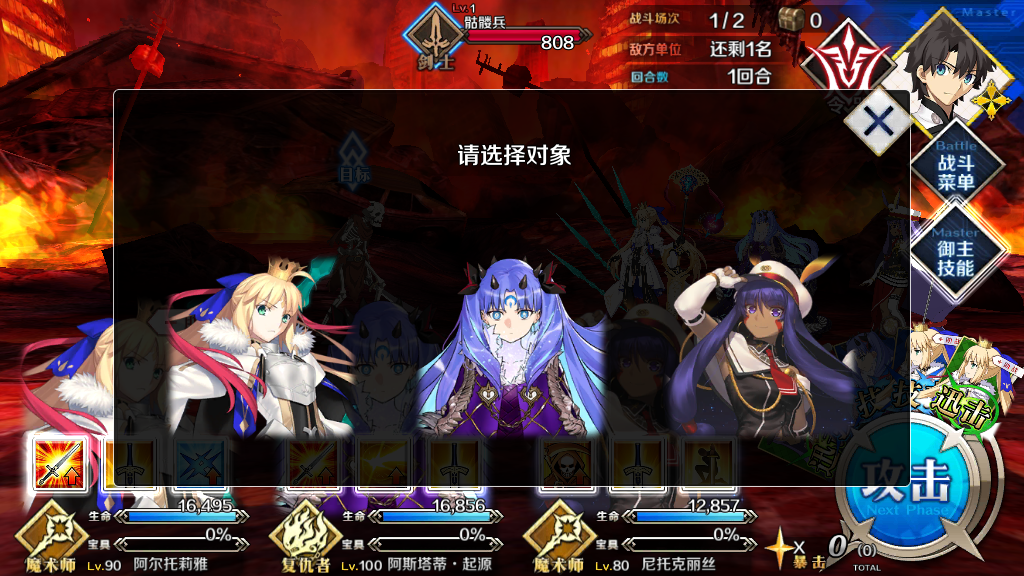 Lv.1
骷髅兵
808
剑士
战斗场次 1/2 0
敌方单位 还剩1名
回合数 1回合
Master
请选择对象
目标
Battle
战斗
菜单
Master
御主
技能
迅击
攻击
Next Phase
16,495
生命
0%
宝具
魔术师 Lv.90 阿尔托莉雅
16,856
生命
0%
宝具
复仇者 Lv.100 阿斯塔蒂·起源
12,857
生命
0%
宝具
魔术师 Lv.80 尼托克丽丝
X 0 (0)
暴击 TOTAL